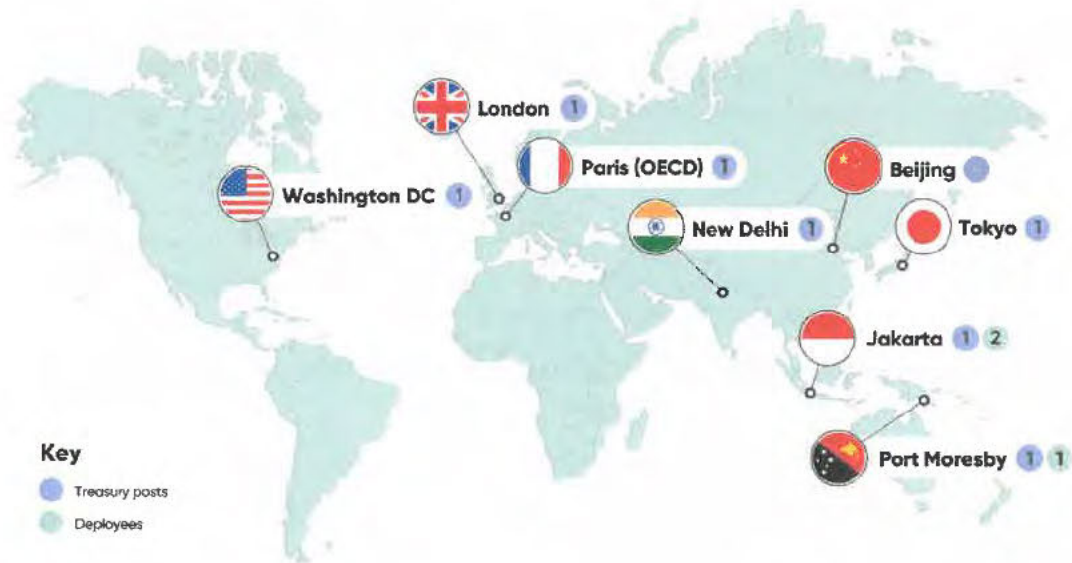 London 1
Paris (OECD) 1
Beijing
Washington DC 1
New Delhi 1
Tokyo 1
Jakarta 1 2
Port Moresby 1 1
Key
Treasury posts
Deployees